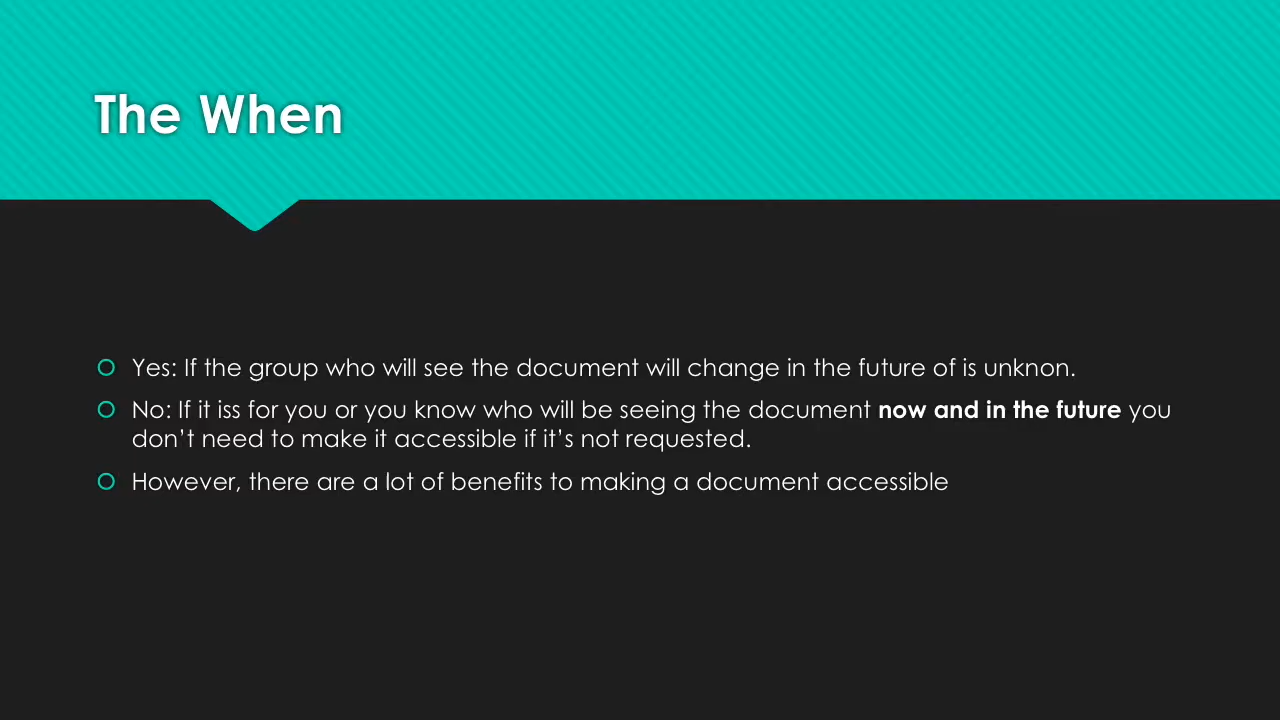 The When
Yes: If the group who will see the document will change in the future of is unknon.
No: If it iss for you or you know who will be seeing the document now and in the future you
don’t need to make it accessible if it’s not requested.
However, there are a lot of benefits to making a document accessible